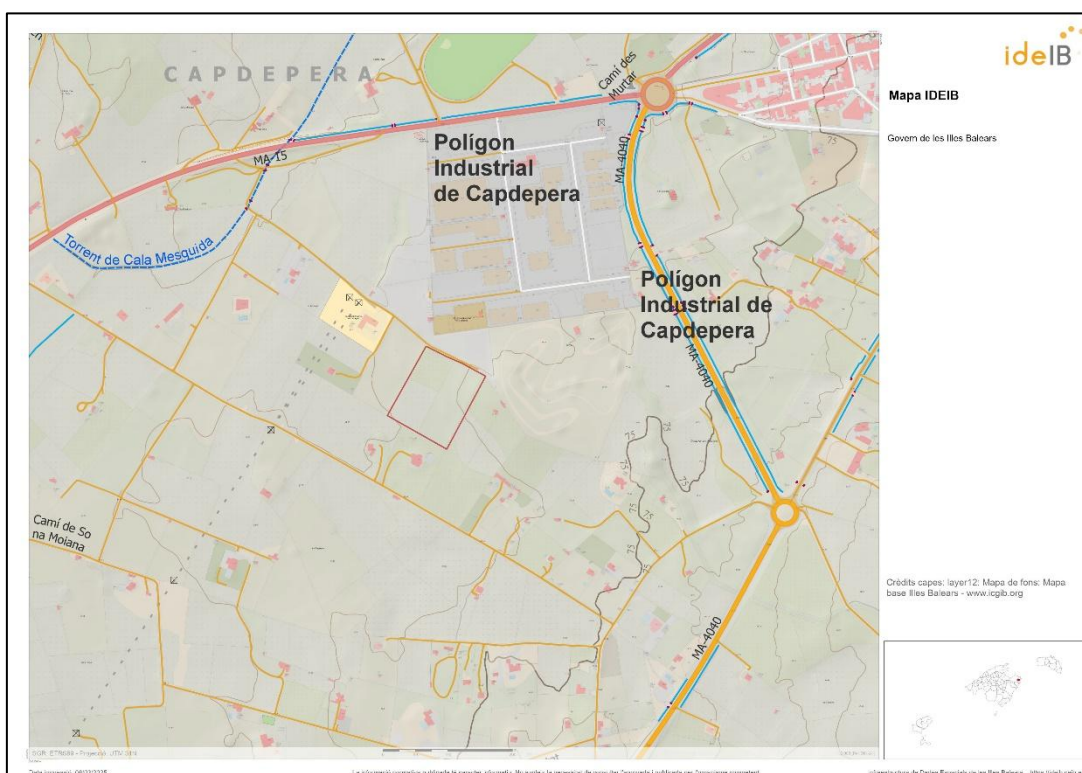 CAPDEPERA
Camí des
Murtar
MA-15
Polígon
Industrial
de Capdepera
MA-4040
Torrent de Cala Mesquida
Polígon
Industrial de
Capdepera
MA-4040
75
75
75
75
75
75
Camí de So
na Moiana
MA-4040
ideIB
Mapa IDEIB
Govern de les Illes Balears
Crèdits capes: layer12; Mapa de fons: Mapa
base Illes Balears - www.icgib.org